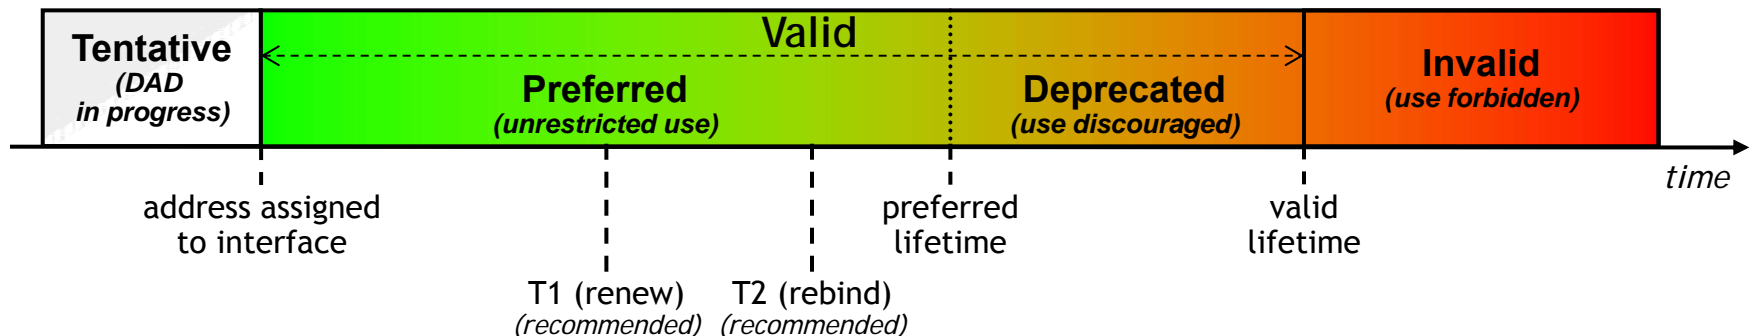 Tentative
(DAD
in progress)
Valid
Preferred
(unrestricted use)
Deprecated
(use discouraged)
Invalid
(use forbidden)
time
address assigned
to interface
preferred
lifetime
valid
lifetime
T1 (renew)
(recommended)
T2 (rebind)
(recommended)